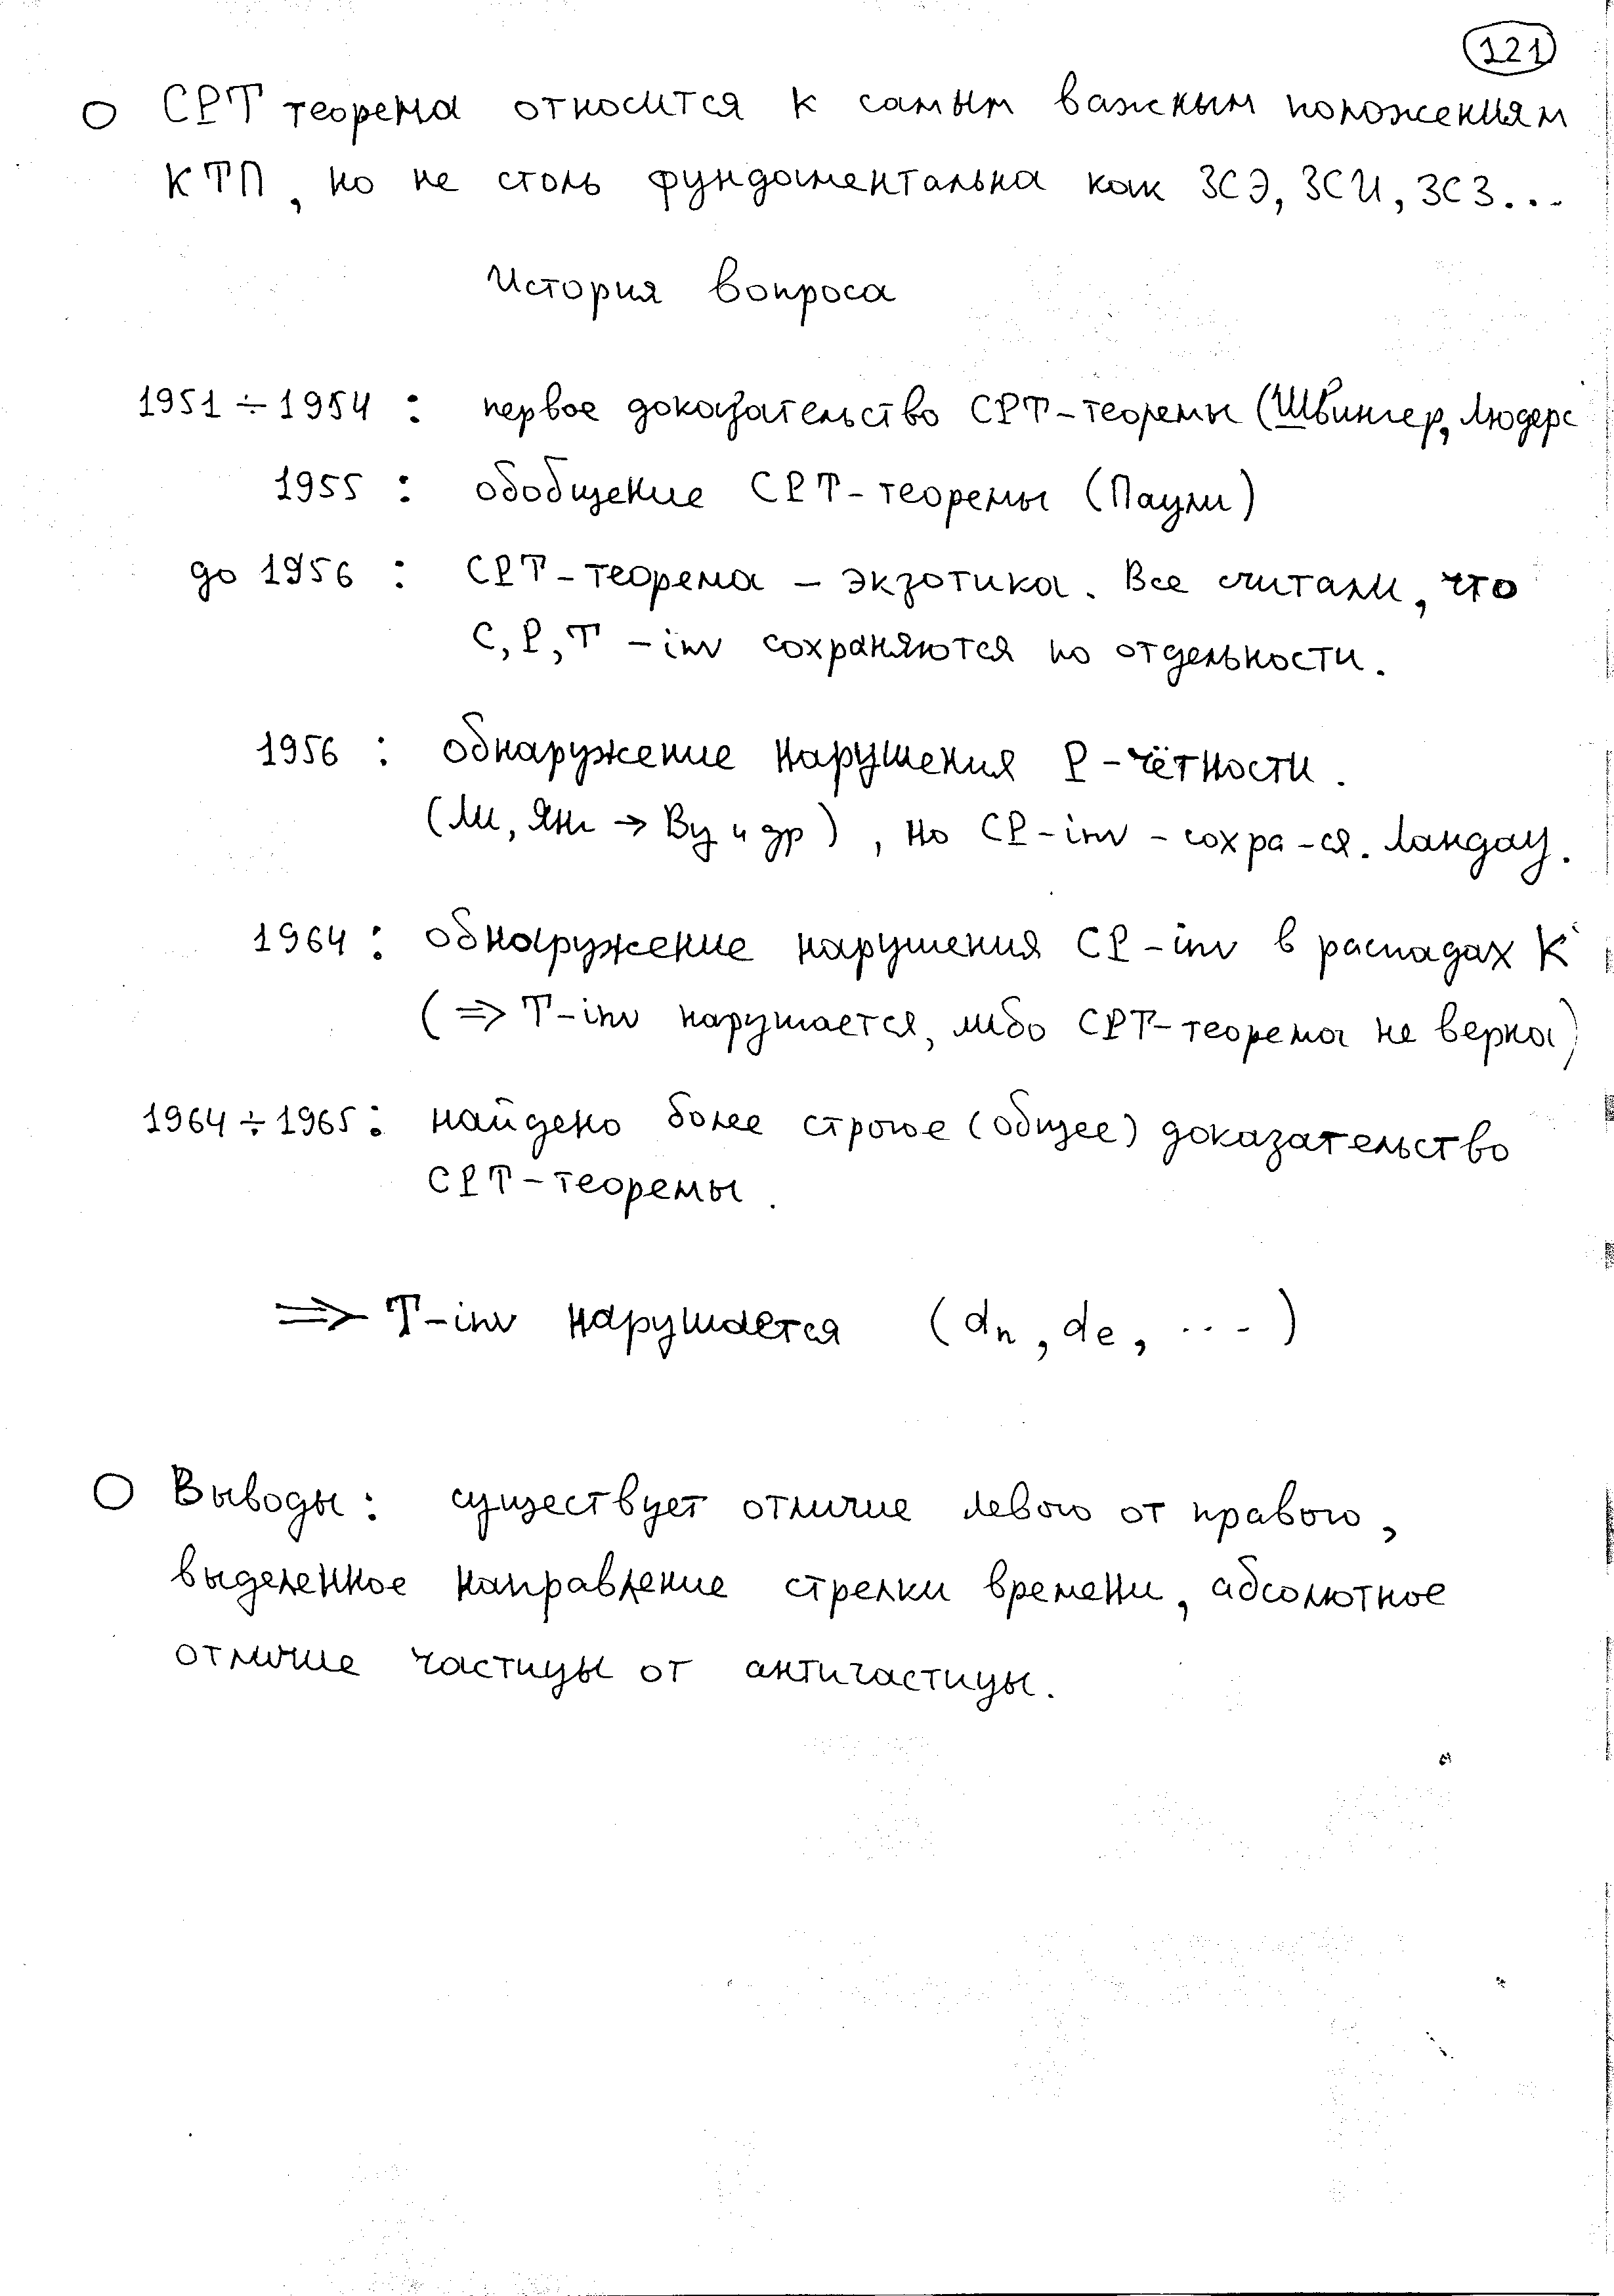 121
○ CPT теорема относится к самым важным положениям
КТП, но не столь фундаментальна как ЗСЭ, ЗСИ, ЗСЗ...
История вопроса
1951 ÷ 1954 : первое доказательство CPT-теоремы (Швингер, Людерс
1955 : обобщение CPT-теоремы (Паули)
до 1956 : CPT-теорема – экзотика. Все считали, что
C, P, T -inv сохраняются по отдельности.
1956 : обнаружение нарушения P-чётности.
(Ли, Янг → Ву и др), но CP-inv - сохра-ся. Ландау.
1964 : обнаружение нарушения CP-inv в распадах K
(⇒ T-inv нарушается, либо CPT-теорема не верна)
1964 ÷ 1965 : найдено более строгое (общее) доказательство
CPT-теоремы.
⇒ T-inv нарушается (dn, de, ...)
○ Выводы: существует отличие левого от правого,
выделенное направление стрелки времени, абсолютное
отличие частицы от античастицы.